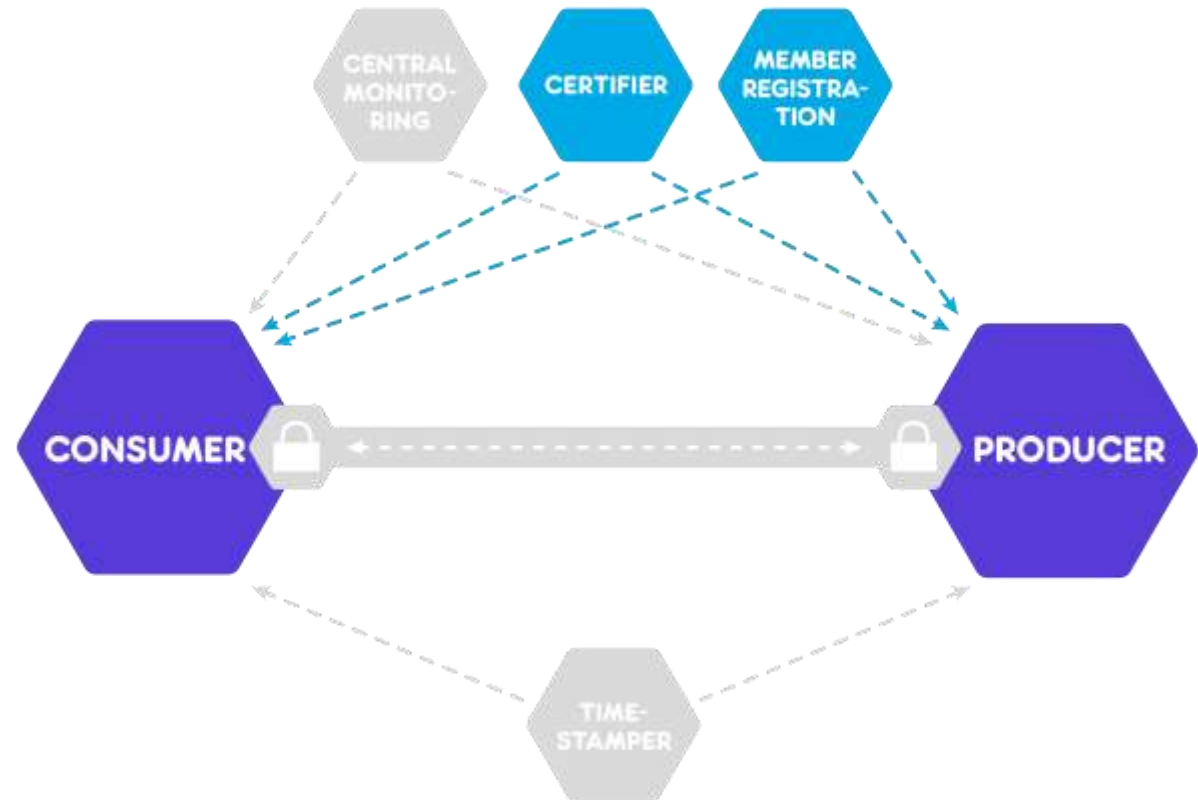 CENTRAL
MONITO-
RING
CERTIFIER
MEMBER
REGISTRA-
TION
CONSUMER
PRODUCER
TIME-
STAMPER